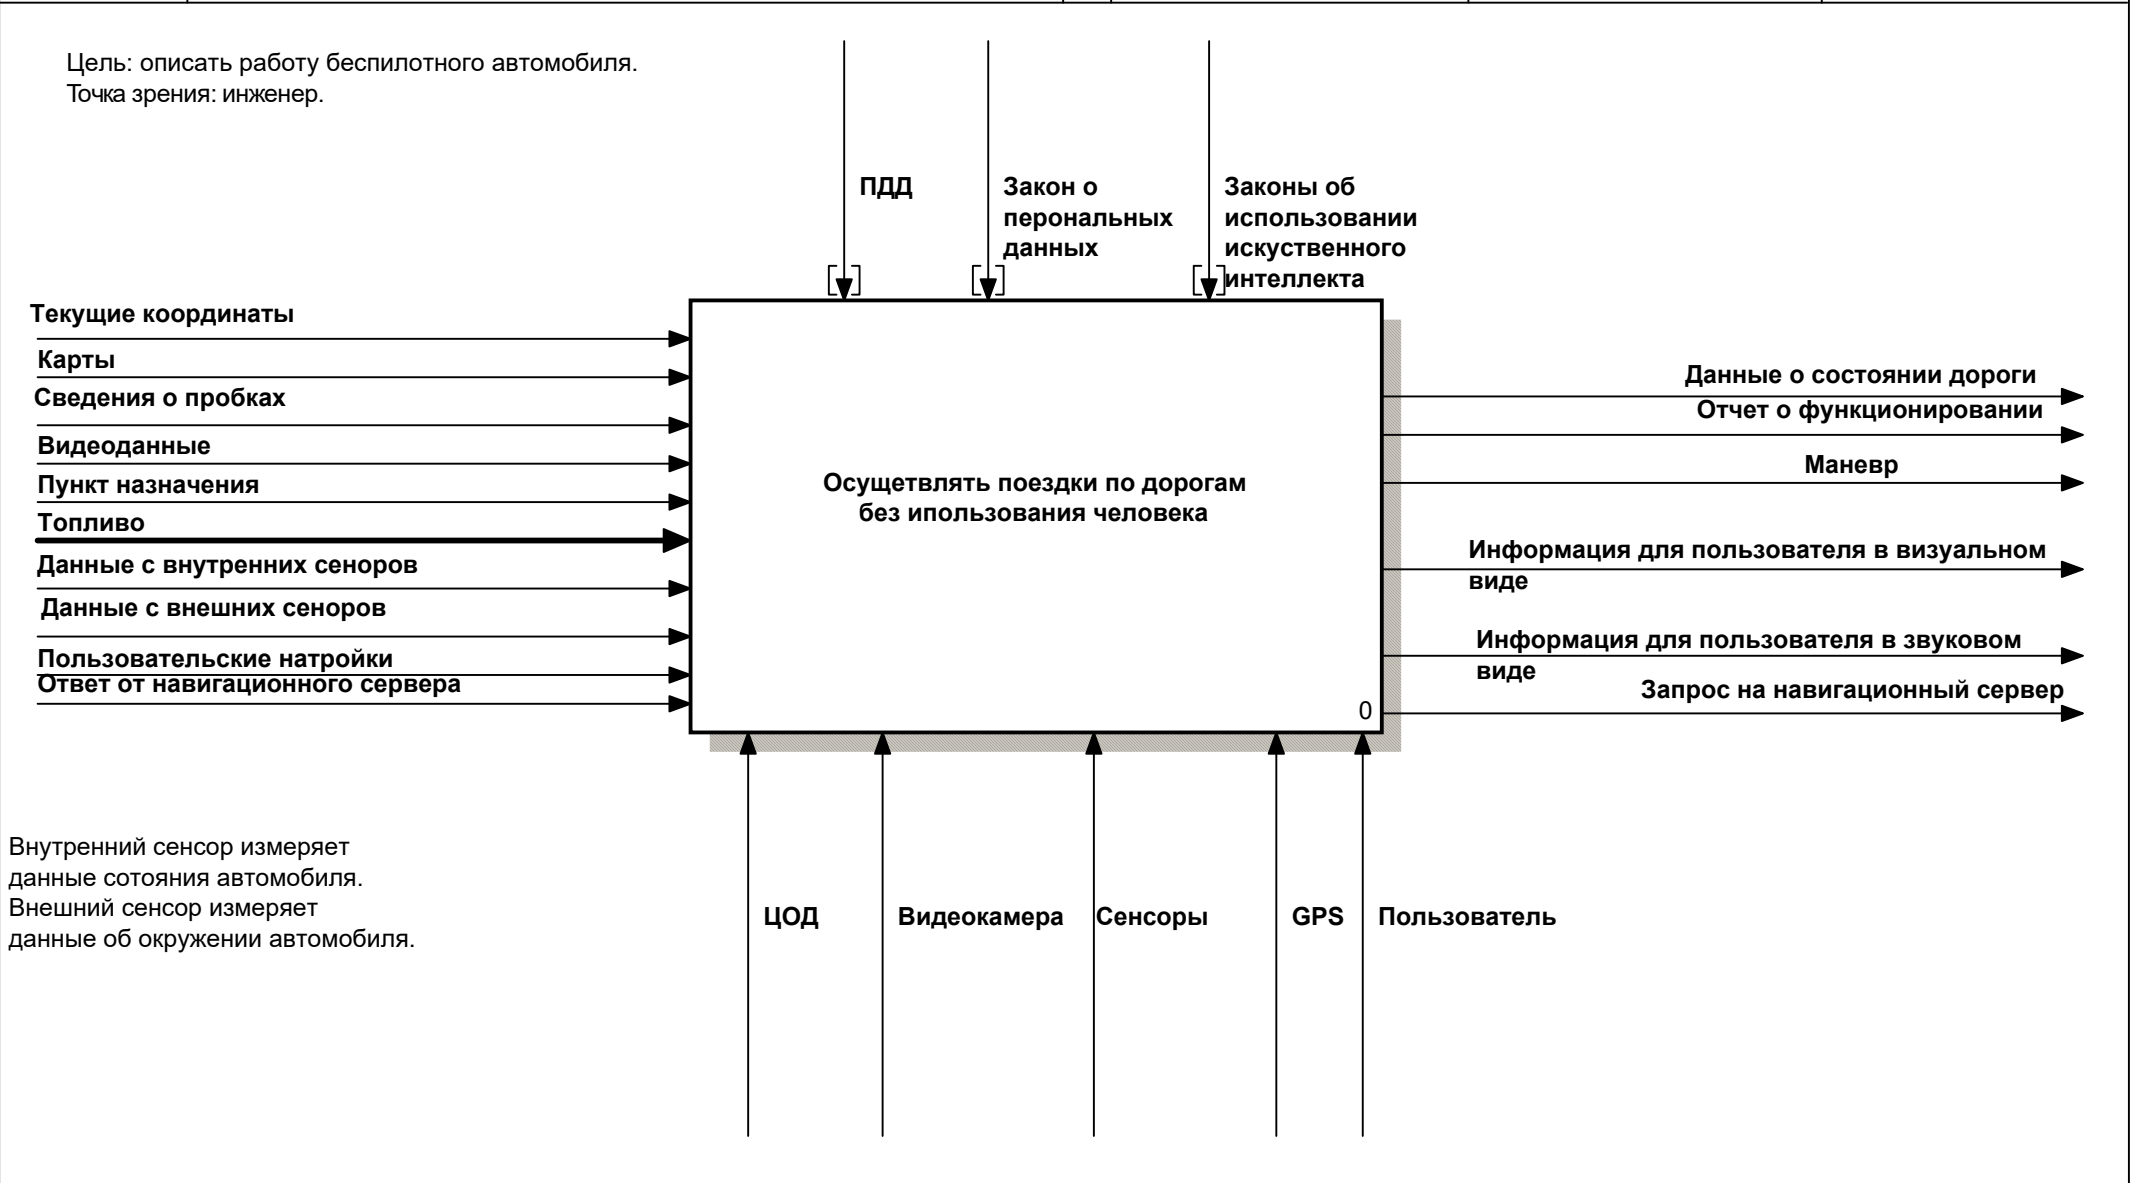 Цель: описать работу беспилотного автомобиля.
Точка зрения: инженер.
ПДД
Закон о
перональных
данных
Законы об
использовании
искуственного
интеллекта
Текущие координаты
Карты
Сведения о пробках
Видеоданные
Пункт назначения
Топливо
Данные с внутренних сеноров
Данные с внешних сеноров
Пользовательские натройки
Ответ от навигационного сервера
Осущетвлять поездки по дорогам
без ипользования человека
0
Данные о состоянии дороги
Отчет о функционировании
Маневр
Информация для пользователя в визуальном
виде
Информация для пользователя в звуковом
виде
Запрос на навигационный сервер
Внутренний сенсор измеряет
данные сотояния автомобиля.
Внешний сенсор измеряет
данные об окружении автомобиля.
ЦОД
Видеокамера
Сенсоры
GPS
Пользователь